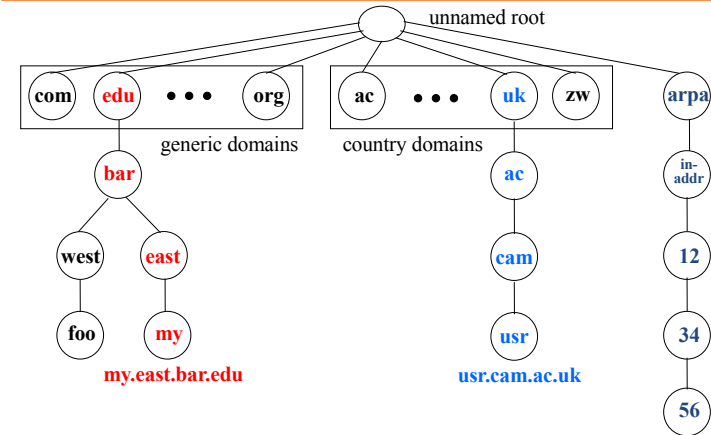 unnamed root
com edu • • • org ac • • • uk zw arpa
generic domains country domains
bar ac in-
addr
west east cam 12
foo my usr 34
my.east.bar.edu usr.cam.ac.uk
56